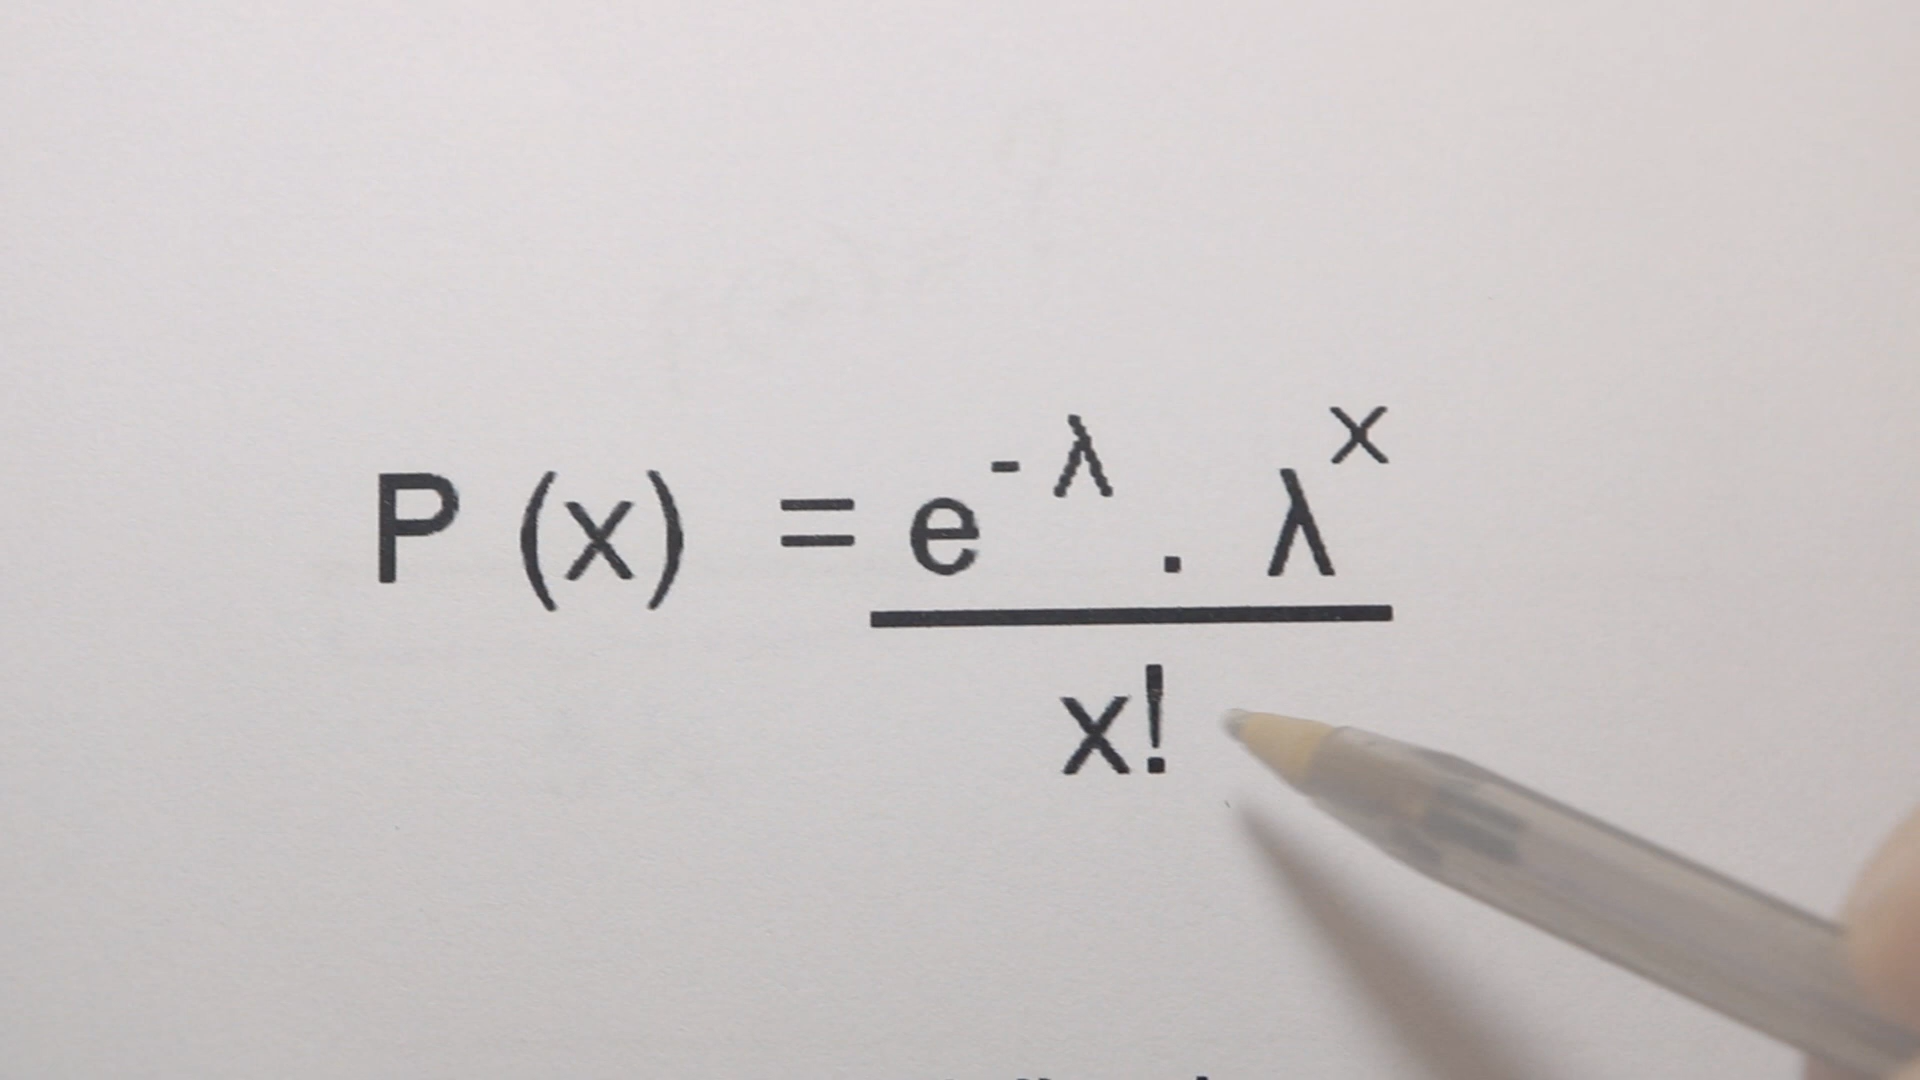 P (x) = e^-λ . λ^x
x!